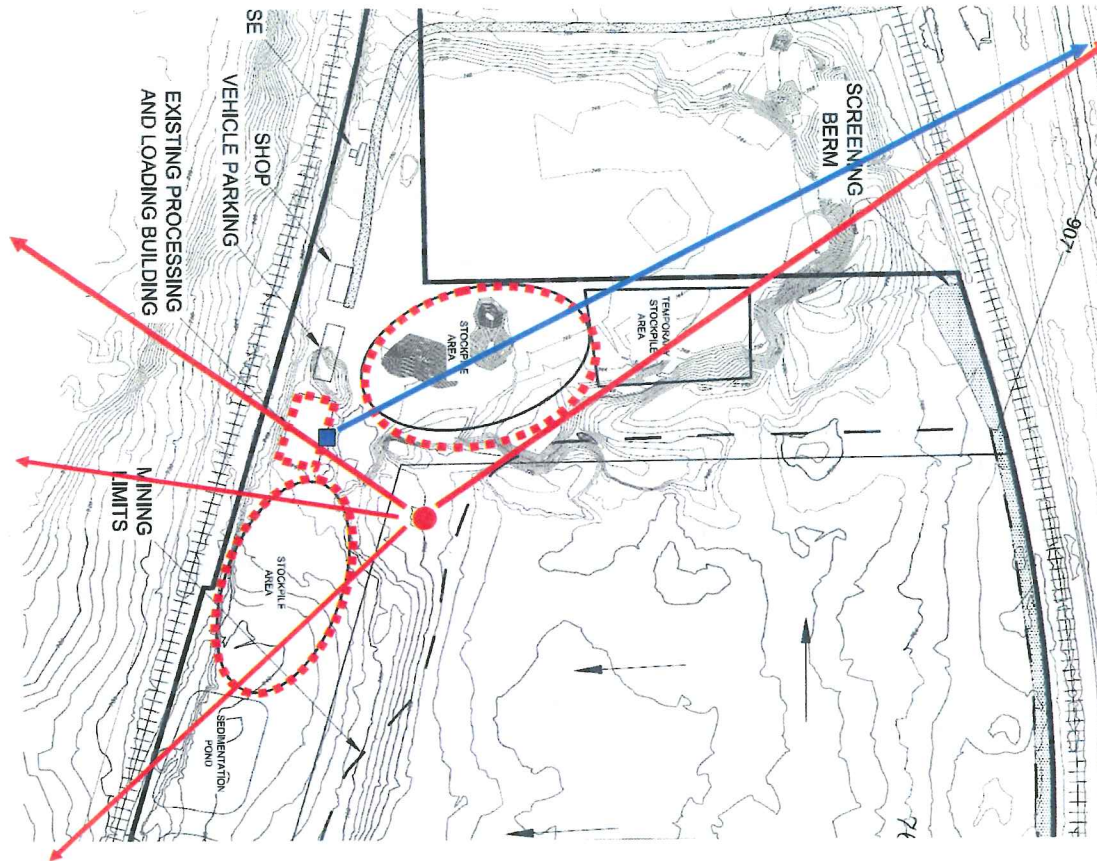 SE
SHOP
VEHICLE PARKING
EXISTING PROCESSING
AND LOADING BUILDING
MINING
LIMITS
SCREENING
BERM
907'
STOCKPILE
AREA
TEMPORARY
STOCKPILE
AREA
STOCKPILE
AREA
SEDIMENTATION
POND